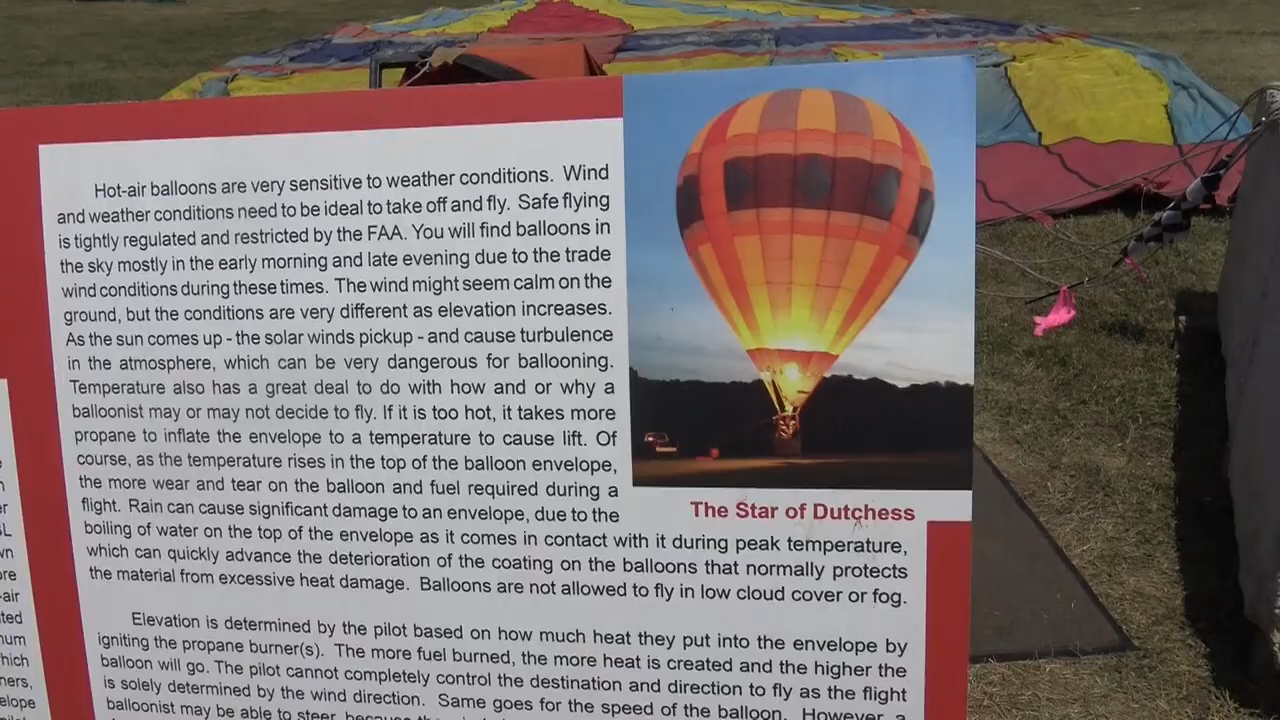 Hot-air balloons are very sensitive to weather conditions. Wind
and weather conditions need to be ideal to take off and fly. Safe flying
is tightly regulated and restricted by the FAA. You will find balloons in
the sky mostly in the early morning and late evening due to the trade
wind conditions during these times. The wind might seem calm on the
ground, but the conditions are very different as elevation increases.
As the sun comes up - the solar winds pickup - and cause turbulence
in the atmosphere, which can be very dangerous for ballooning.
Temperature also has a great deal to do with how and or why a
balloonist may or may not decide to fly. If it is too hot, it takes more
propane to inflate the envelope to a temperature to cause lift. Of
course, as the temperature rises in the top of the balloon envelope,
the more wear and tear on the balloon and fuel required during a
flight. Rain can cause significant damage to an envelope, due to the
boiling of water on the top of the envelope as it comes in contact with it during peak temperature,
which can quickly advance the deterioration of the coating on the balloons that normally protects
the material from excessive heat damage. Balloons are not allowed to fly in low cloud cover or fog.
The Star of Dutchess
Elevation is determined by the pilot based on how much heat they put into the envelope by
igniting the propane burner(s). The more fuel burned, the more heat is created and the higher the
balloon will go. The pilot cannot completely control the destination and direction to fly as the flight
is solely determined by the wind direction. Same goes for the speed of the balloon. However, a
balloonist may be able to steer, because